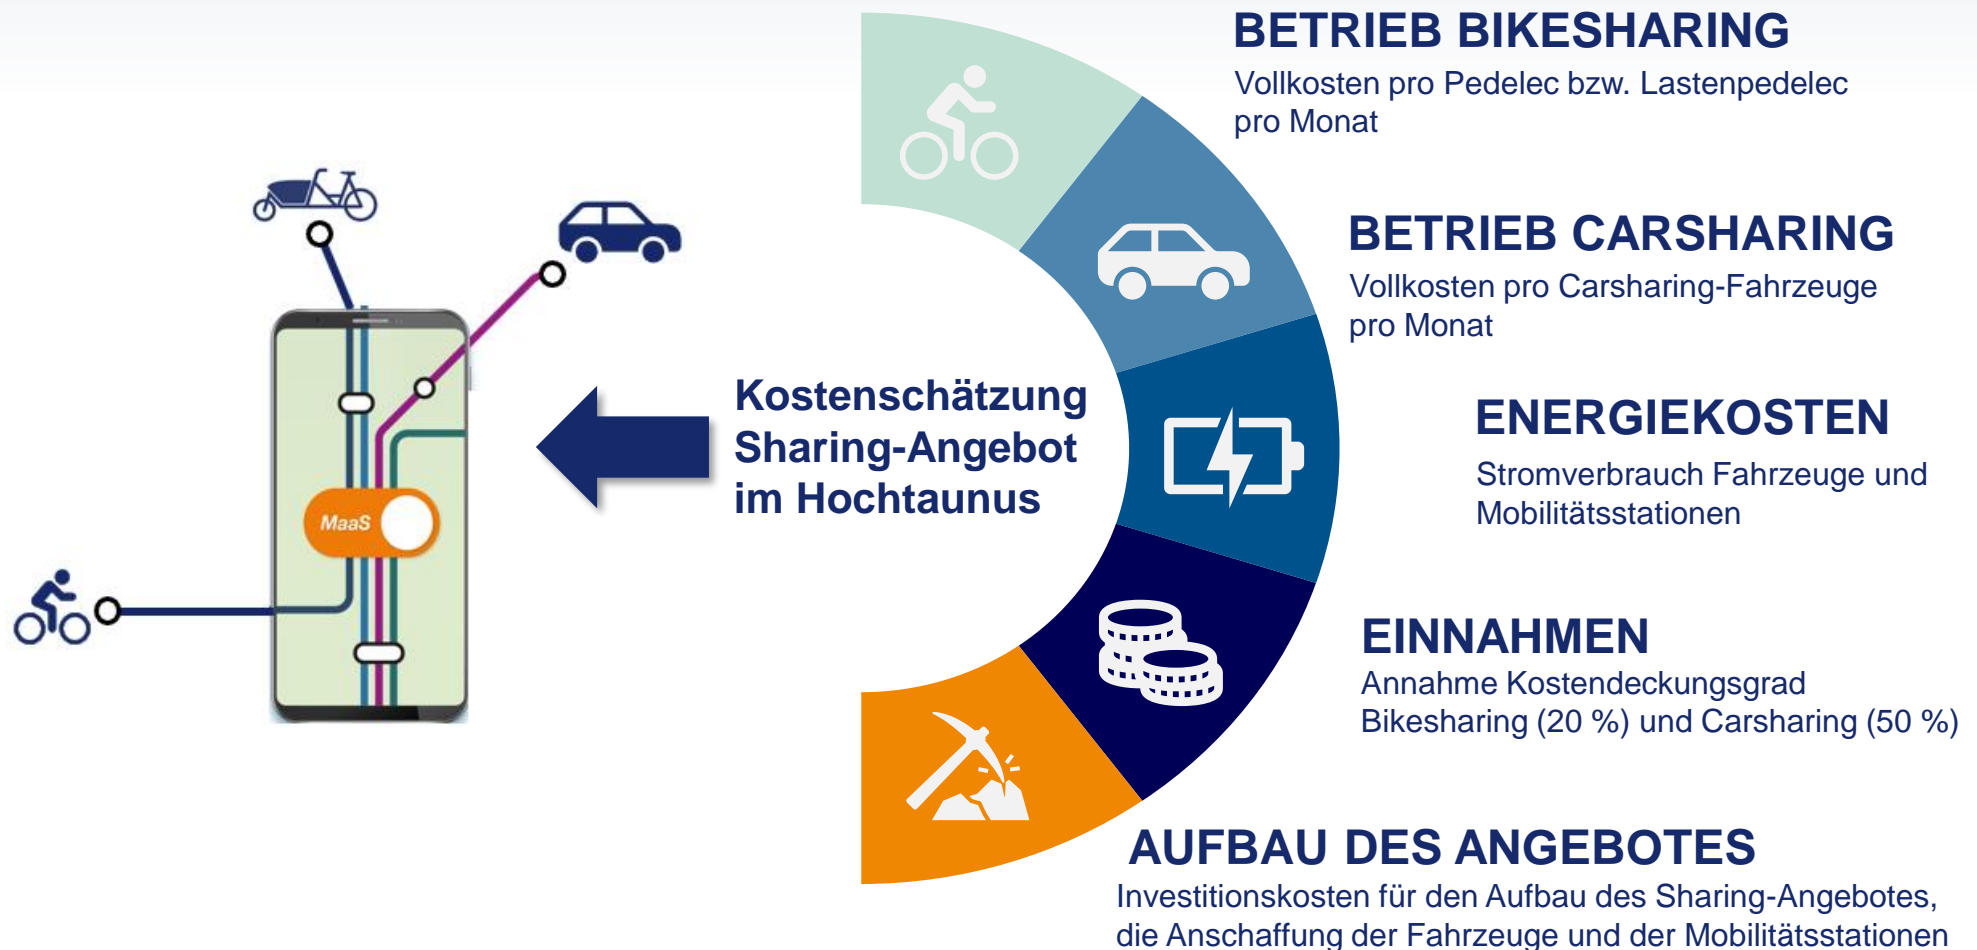 BETRIEB BIKESHARING
Vollkosten pro Pedelec bzw. Lastenpedelec
pro Monat
BETRIEB CARSHARING
Vollkosten pro Carsharing-Fahrzeuge
pro Monat
Kostenschätzung
Sharing-Angebot
im Hochtaunus
ENERGIEKOSTEN
Stromverbrauch Fahrzeuge und
Mobilitätsstationen
MaaS
EINNAHMEN
Annahme Kostendeckungsgrad
Bikesharing (20 %) und Carsharing (50 %)
AUFBAU DES ANGEBOTES
Investitionskosten für den Aufbau des Sharing-Angebotes,
die Anschaffung der Fahrzeuge und der Mobilitätsstationen